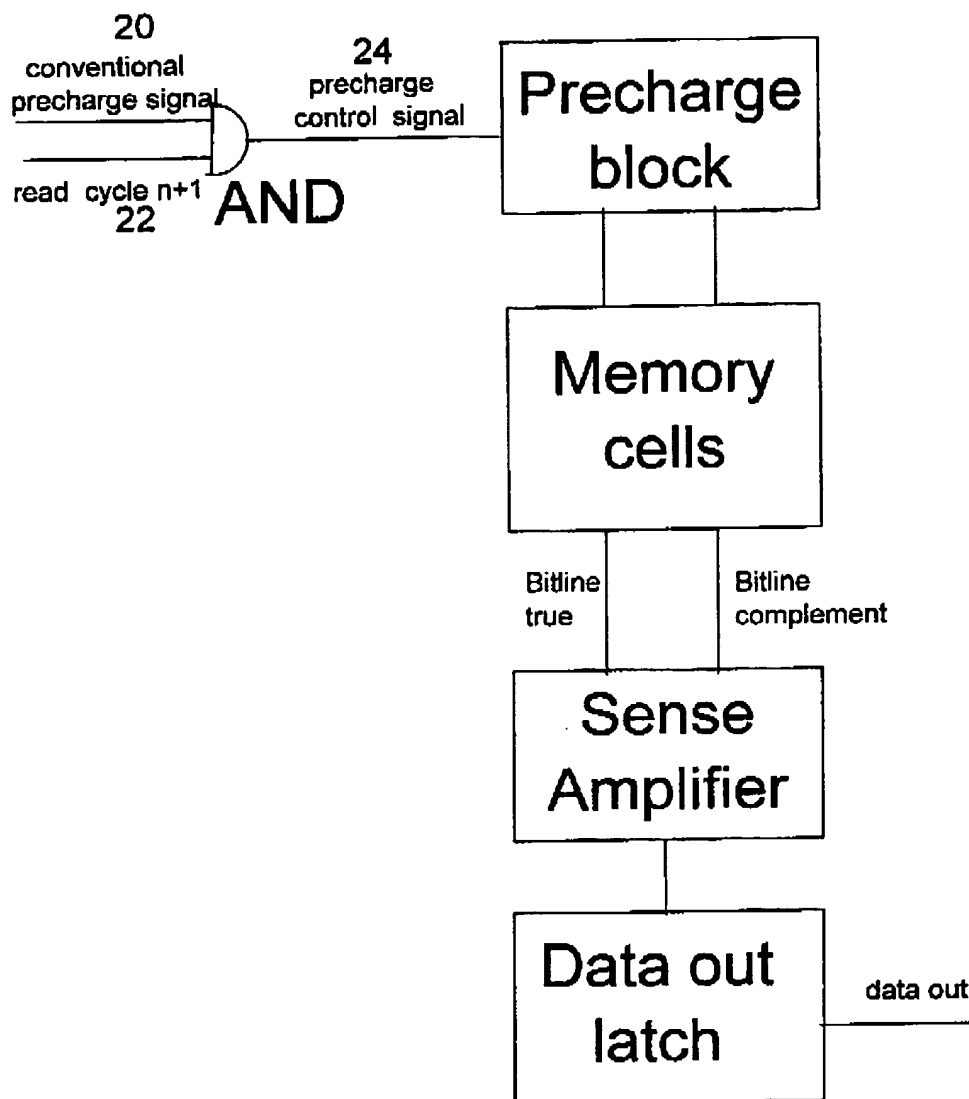 20
conventional
precharge signal
24
precharge
control signal
read cycle n+1
22
AND
Precharge
block
Memory
cells
Bitline
true
Bitline
complement
Sense
Amplifier
Data out
latch
data out